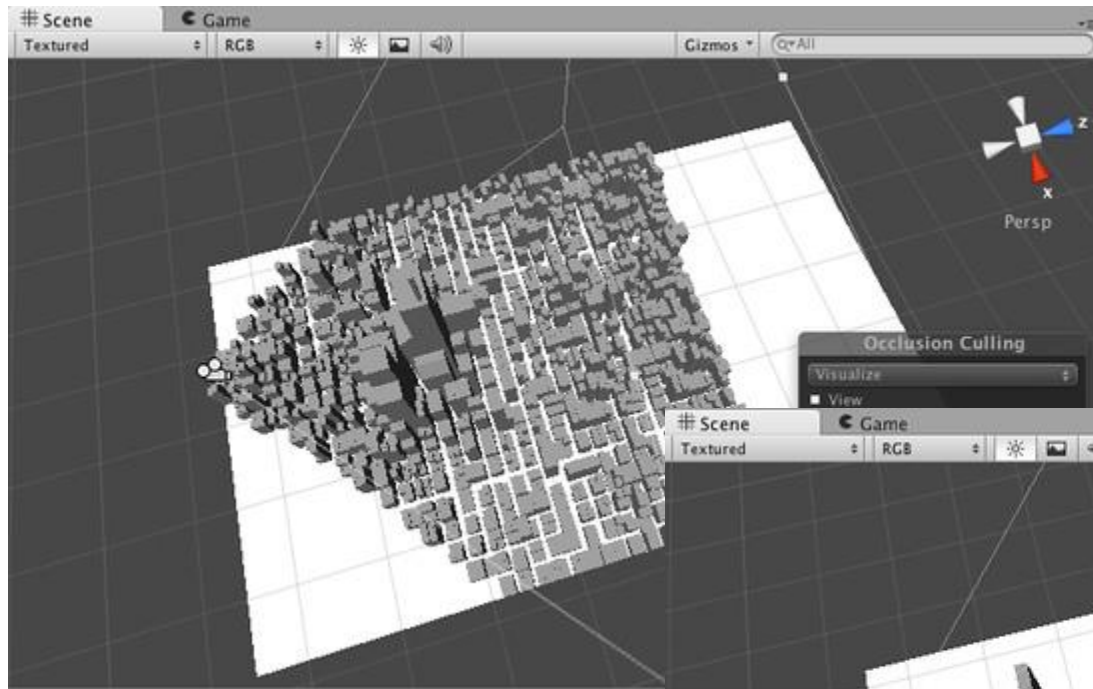 Scene Game
Textured RGB Gizmos All
z
x
Persp
Occlusion Culling
Visualize
View
Scene Game
Textured RGB